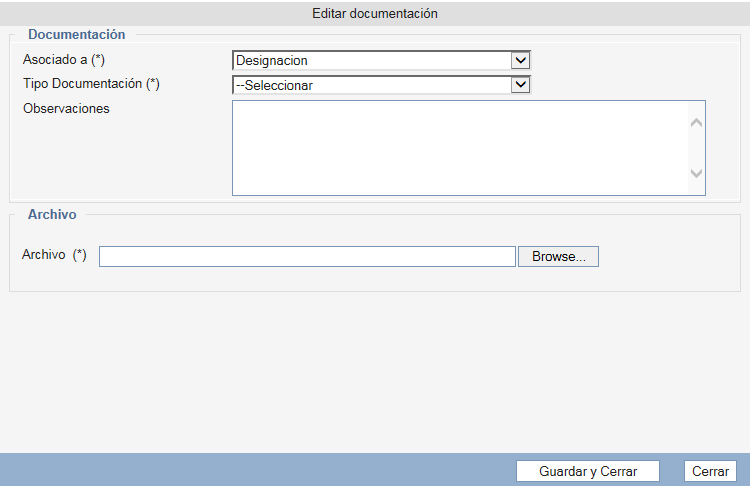 Editar documentación
Documentación
Asociado a (*) Designacion
Tipo Documentación (*) --Seleccionar
Observaciones
Archivo
Archivo (*) Browse...
Guardar y Cerrar Cerrar